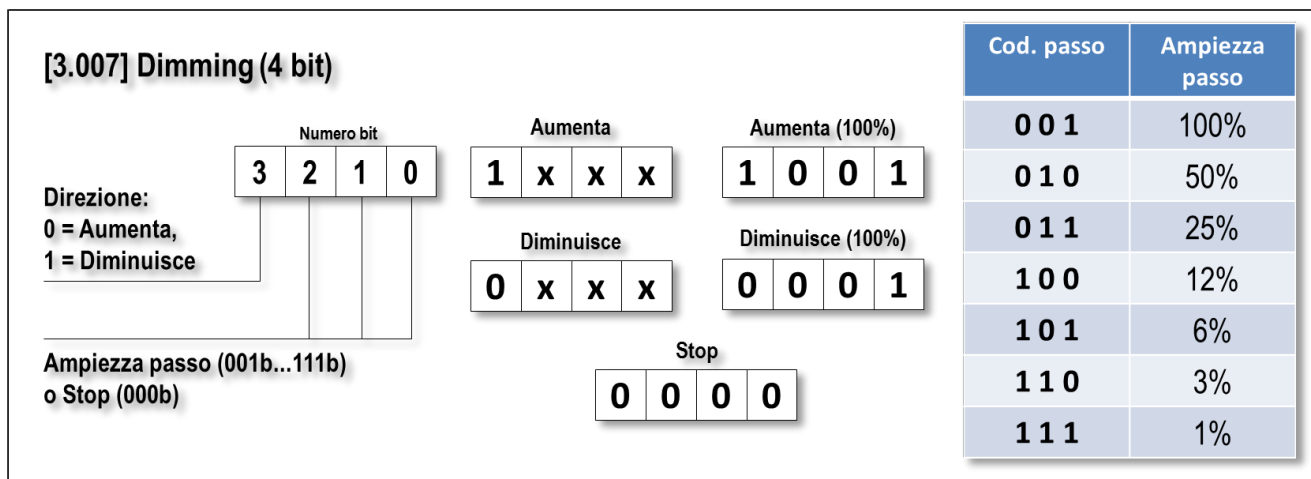 [3.007] Dimming (4 bit)
Numero bit
3 2 1 0
Direzione:
0 = Aumenta,
1 = Diminuisce
Ampiezza passo (001b...111b)
o Stop (000b)
Aumenta
1 x x x
Aumenta (100%)
1 0 0 1
Diminuisce
0 x x x
Diminuisce (100%)
0 0 0 1
Stop
0 0 0 0
Cod. passo Ampiezza
passo
0 0 1 100%
0 1 0 50%
0 1 1 25%
1 0 0 12%
1 0 1 6%
1 1 0 3%
1 1 1 1%